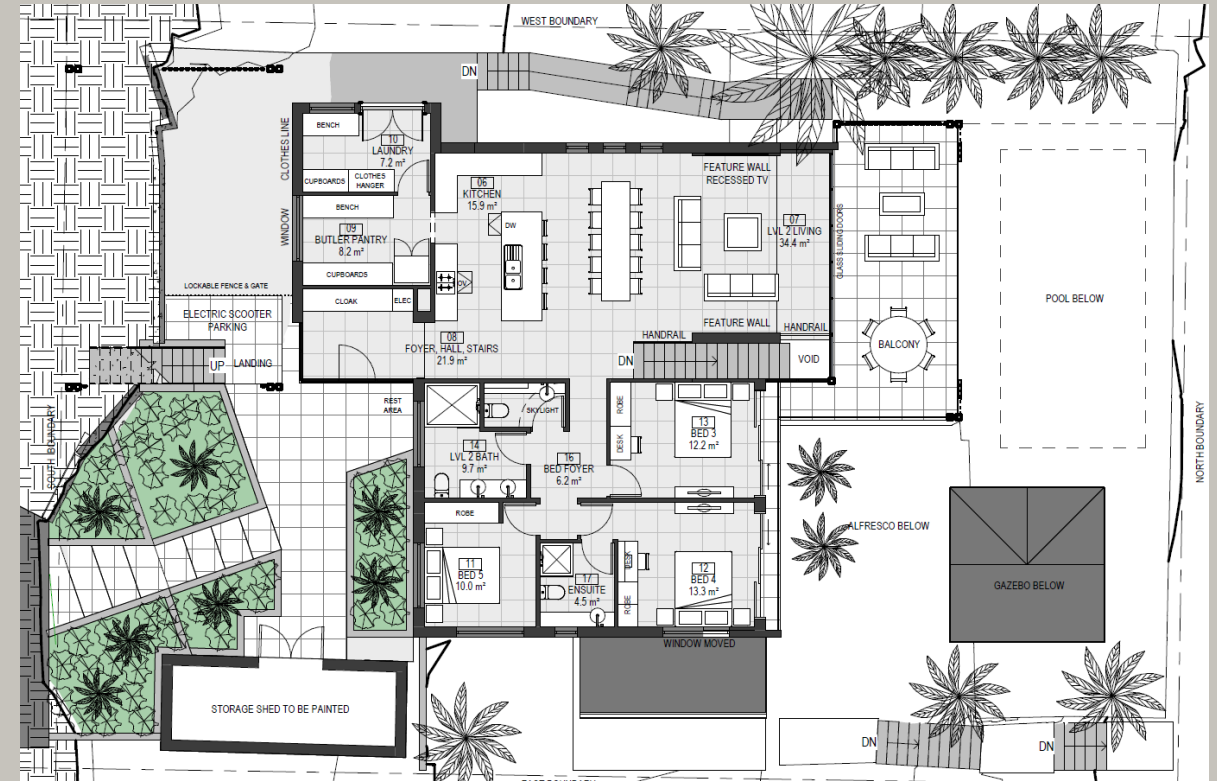 WEST BOUNDARY
DN
CLOTHES LINE
BENCH
10
LAUNDRY
7.2 m²
CUPBOARDS
CLOTHES
HANGER
06
KITCHEN
15.9 m²
FEATURE WALL
RECESSED TV
WINDOW
BENCH
09
BUTLER PANTRY
8.2 m²
CUPBOARDS
DW
OV
07
LVL 2 LIVING
34.4 m²
GLASS SLIDING DOORS
LOCKABLE FENCE & GATE
CLOAK
ELEC
ELECTRIC SCOOTER
PARKING
POOL BELOW
FEATURE WALL
HANDRAIL
HANDRAIL
08
FOYER, HALL, STAIRS
21.9 m²
BALCONY
UP
LANDING
DN
VOID
REST
AREA
SKYLIGHT
ROBE
DESK
13
BED 3
12.2 m²
SOUTH BOUNDARY
NORTH BOUNDARY
14
LVL 2 BATH
9.7 m²
16
BED FOYER
6.2 m²
ROBE
ALFRESCO BELOW
11
BED 5
10.0 m²
17
ENSUITE
4.5 m²
DESK
ROBE
12
BED 4
13.3 m²
GAZEBO BELOW
WINDOW MOVED
STORAGE SHED TO BE PAINTED
DN
DN